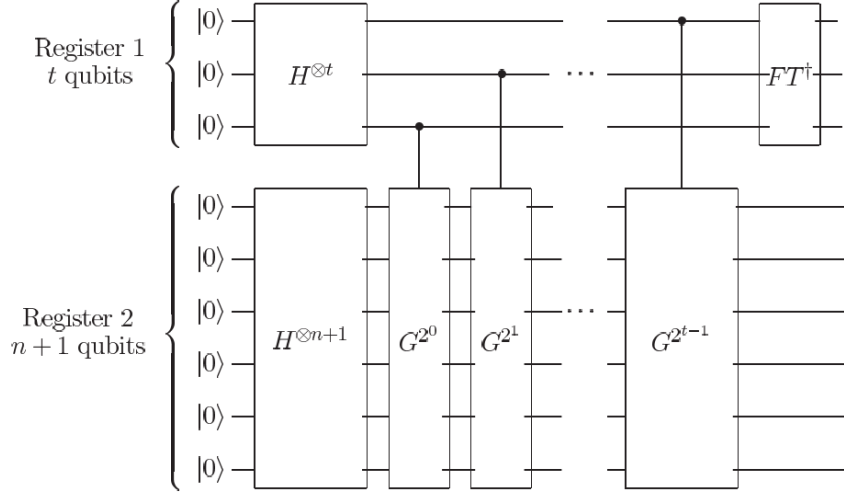 Register 1
t qubits
|0⟩
|0⟩
|0⟩
H^{⊗t}
⋯
FT^†
Register 2
n + 1 qubits
|0⟩
|0⟩
|0⟩
|0⟩
|0⟩
|0⟩
H^{⊗n+1}
G^{2^0}
G^{2^1}
⋯
G^{2^{t-1}}